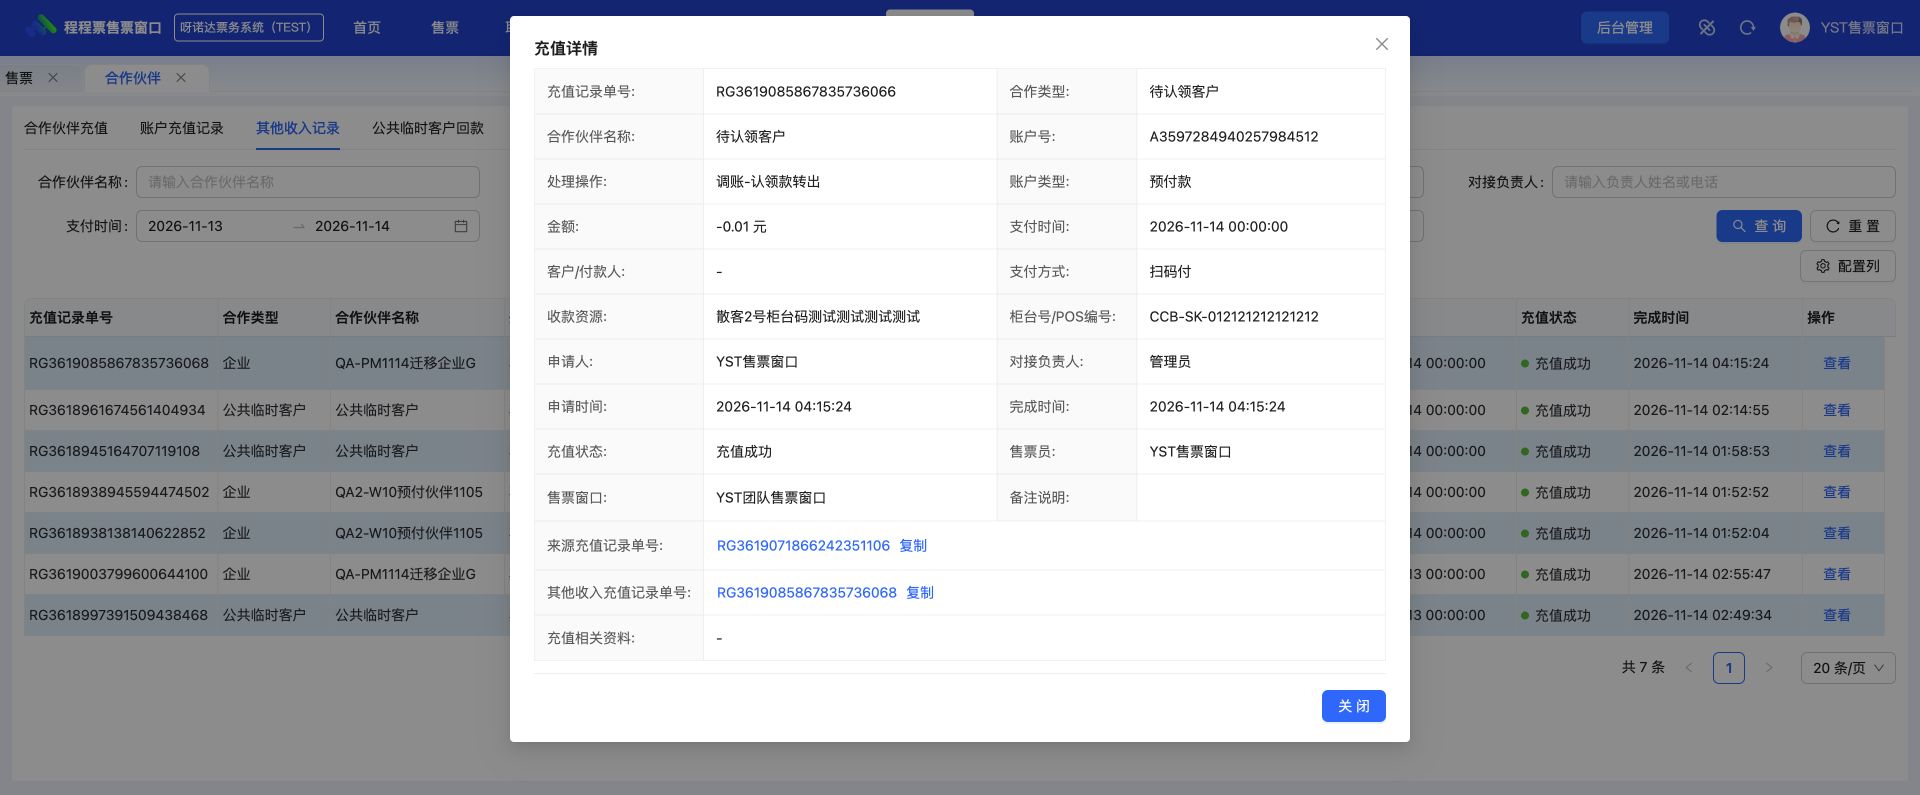 程程票售票窗口 呀诺达票务系统（TEST） 首页 售票
后台管理 YST售票窗口
售票 合作伙伴
合作伙伴充值 账户充值记录 其他收入记录 公共临时客户回款
合作伙伴名称: 请输入合作伙伴名称
对接负责人: 请输入负责人姓名或电话
支付时间: 2026-11-13 → 2026-11-14
查 询 重 置
配置列
充值记录单号 合作类型 合作伙伴名称 充值状态 完成时间 操作
RG3619085867835736068 企业 QA-PM1114迁移企业G 14 00:00:00 充值成功 2026-11-14 04:15:24 查看
RG3618961674561404934 公共临时客户 公共临时客户 14 00:00:00 充值成功 2026-11-14 02:14:55 查看
RG3618945164707119108 公共临时客户 公共临时客户 14 00:00:00 充值成功 2026-11-14 01:58:53 查看
RG3618938945594474502 企业 QA2-W10预付伙伴1105 14 00:00:00 充值成功 2026-11-14 01:52:52 查看
RG3618938138140622852 企业 QA2-W10预付伙伴1105 14 00:00:00 充值成功 2026-11-14 01:52:04 查看
RG3619003799600644100 企业 QA-PM1114迁移企业G 13 00:00:00 充值成功 2026-11-14 02:55:47 查看
RG3618997391509438468 公共临时客户 公共临时客户 13 00:00:00 充值成功 2026-11-14 02:49:34 查看
共 7 条 < 1 > 20 条/页
充值详情
充值记录单号: RG3619085867835736066 合作类型: 待认领客户
合作伙伴名称: 待认领客户 账户号: A3597284940257984512
处理操作: 调账-认领款转出 账户类型: 预付款
金额: -0.01 元 支付时间: 2026-11-14 00:00:00
客户/付款人: - 支付方式: 扫码付
收款资源: 散客2号柜台码测试测试测试测试 柜台号/POS编号: CCB-SK-012121212121212
申请人: YST售票窗口 对接负责人: 管理员
申请时间: 2026-11-14 04:15:24 完成时间: 2026-11-14 04:15:24
充值状态: 充值成功 售票员: YST售票窗口
售票窗口: YST团队售票窗口 备注说明:
来源充值记录单号: RG3619071866242351106 复制
其他收入充值记录单号: RG3619085867835736068 复制
充值相关资料: -
关 闭